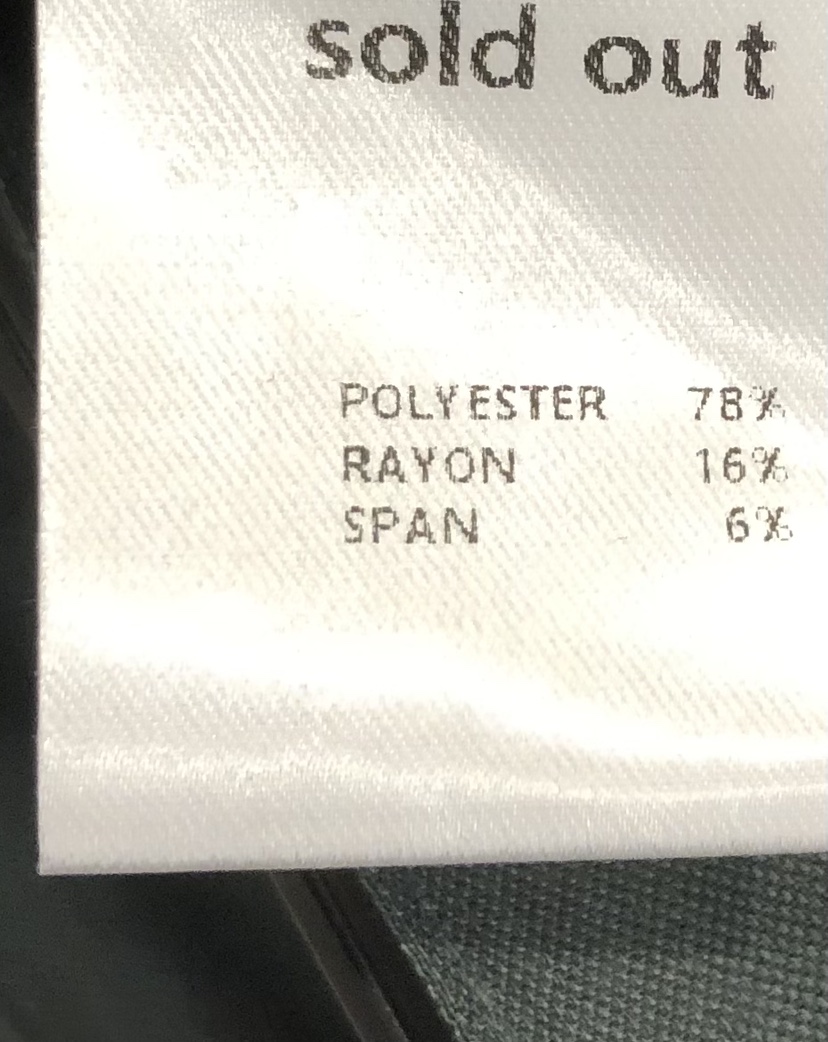 sold out
POLYESTER 78%
RAYON 16%
SPAN 6%